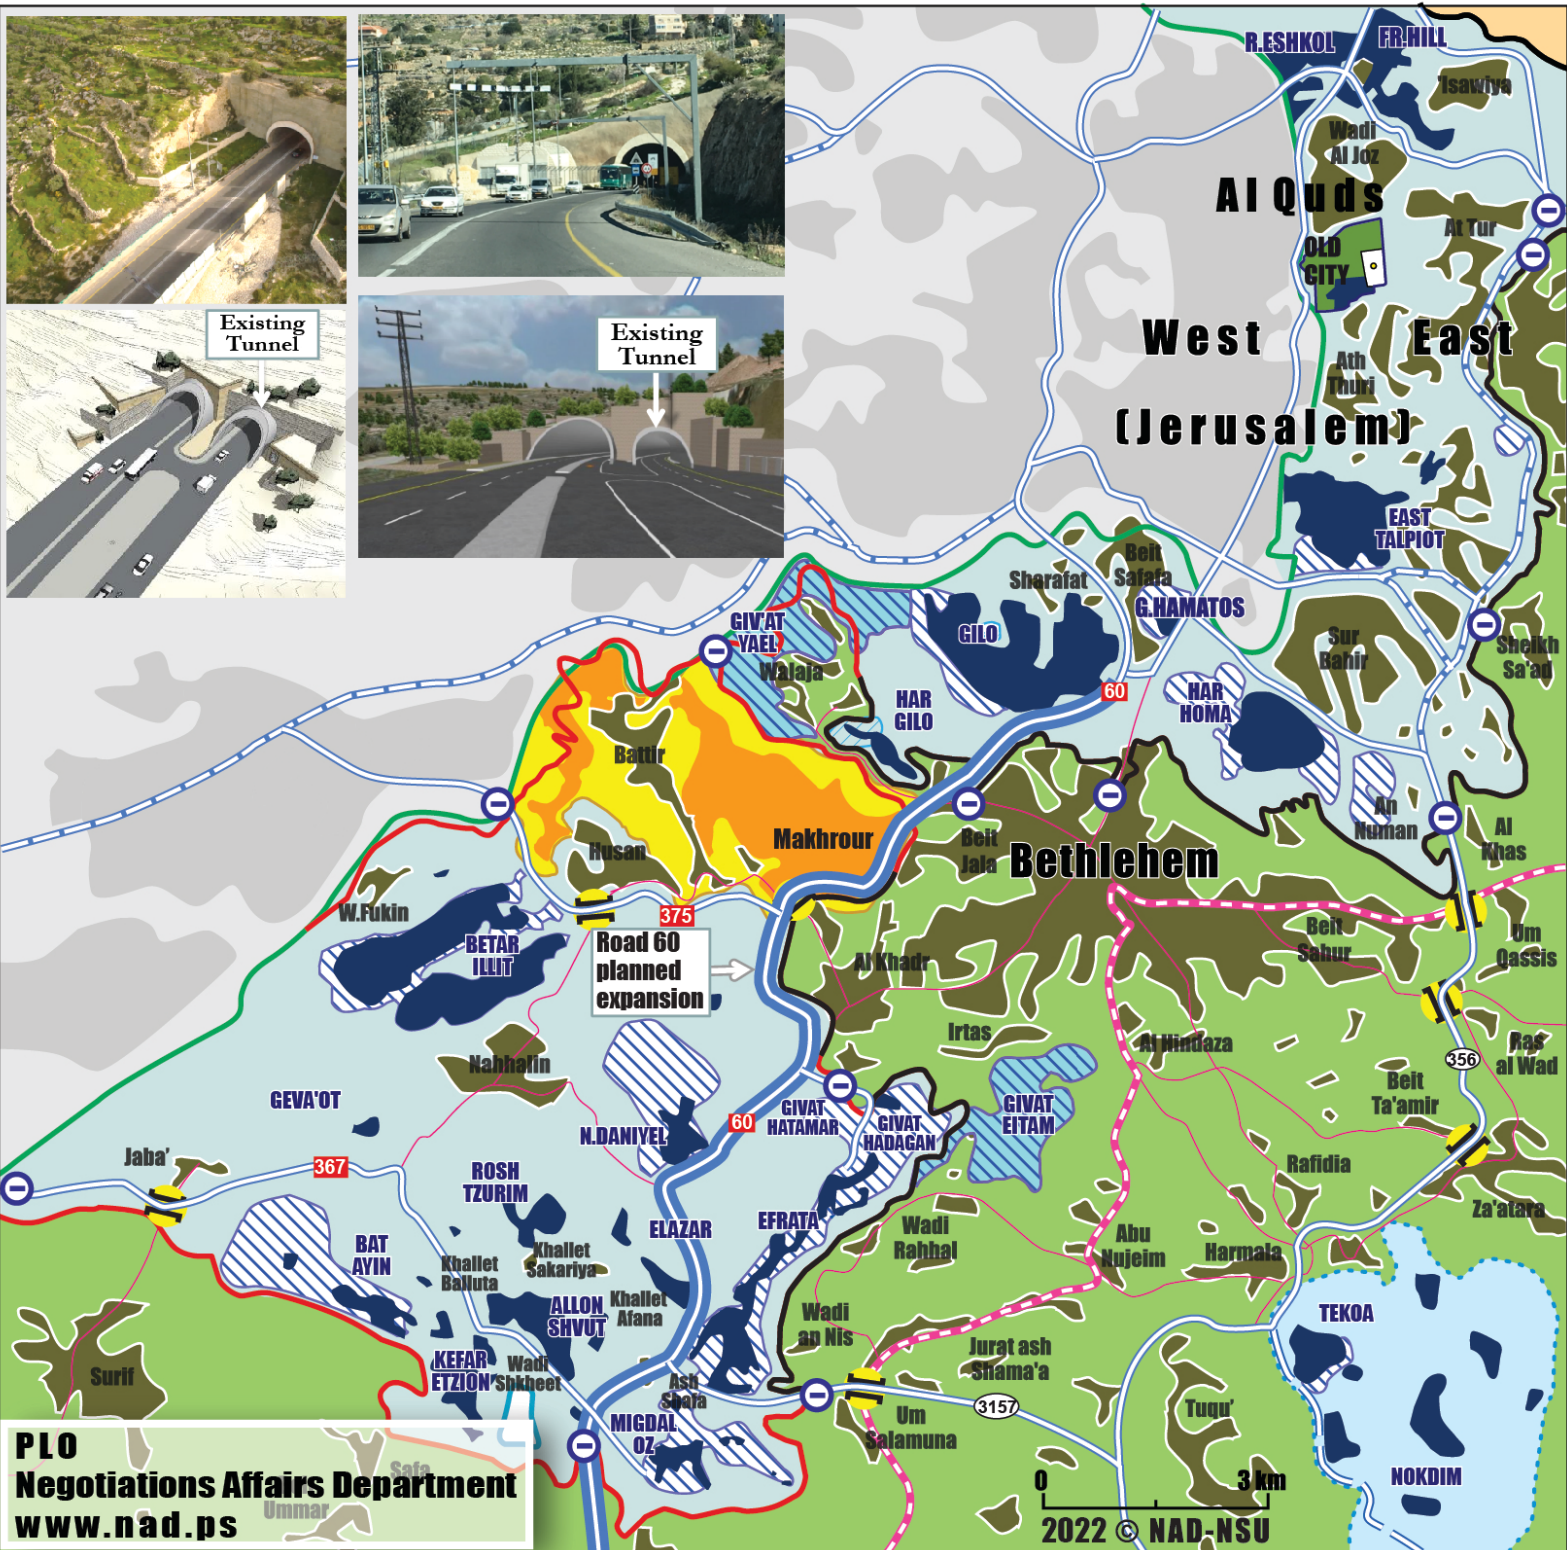 Existing
Tunnel
Existing
Tunnel
R.ESHKOL
FR.HILL
'Isawiya
Wadi
Al Joz
Al Quds
At Tur
OLD
CITY
West
East
Ath
Thuri
(Jerusalem)
EAST
TALPIOT
Beit
Safafa
Sharafat
G.HAMATOS
GIV'AT
YAEL
GILO
Sur
Bahir
Sheikh
Sa'ad
Walaja
HAR
GILO
60
HAR
HOMA
Battir
An
Numan
Al
Khas
Makhrour
Beit
Jala
Bethlehem
Husan
W.Fukin
375
BETAR
ILLIT
Road 60
planned
expansion
Al Khadr
Beit
Sahur
Um
Qassis
Irtas
Al Hindaza
356
Ras
al Wad
Nahhalin
GEVA'OT
Beit
Ta'amir
GIVAT
HATAMAR
GIVAT
HADAGAN
GIVAT
EITAM
60
N.DANIYEL
Jaba'
367
Rafidia
ROSH
TZURIM
ELAZAR
EFRATA
Za'atara
Wadi
Rahhal
Abu
Nujeim
Harmala
BAT
AYIN
Khallet
Balluta
Khallet
Sakariya
ALLON
SHVUT
Khallet
Afana
Wadi
an Nis
TEKOA
Jurat ash
Shama'a
Surif
KEFAR
ETZION
Wadi
Shkheet
Ash
Shafa
3157
Tuqu'
MIGDAL
OZ
Um
Salamuna
Safa
Ummar
NOKDIM
PLO
Negotiations Affairs Department
www.nad.ps
0 3 km
2022 © NAD-NSU